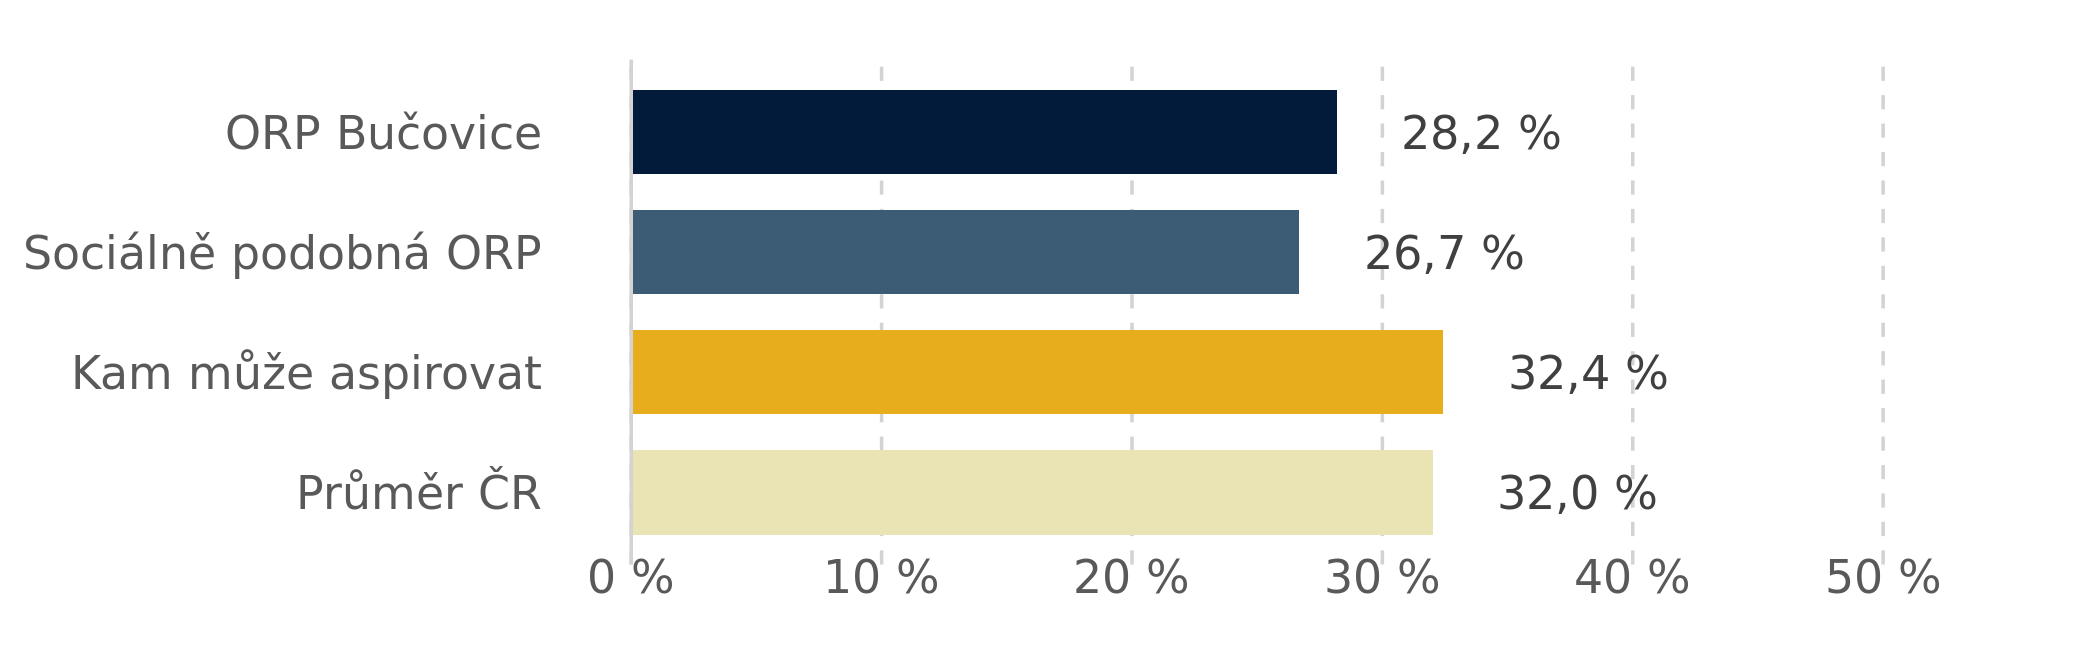 ORP Bučovice 28,2 %
Sociálně podobná ORP 26,7 %
Kam může aspirovat 32,4 %
Průměr ČR 32,0 %
0 % 10 % 20 % 30 % 40 % 50 %